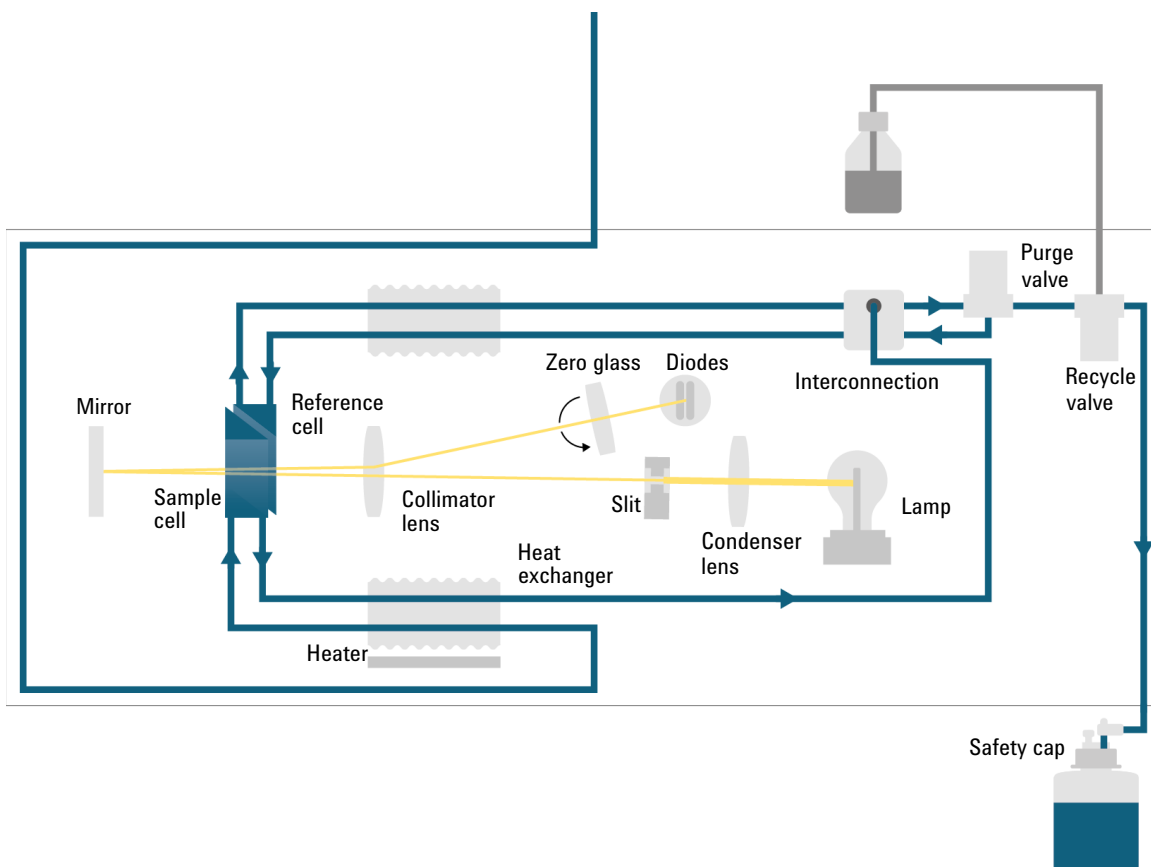 Purge
valve
Zero glass
Diodes
Interconnection
Recycle
valve
Mirror
Reference
cell
Sample
cell
Collimator
lens
Slit
Condenser
lens
Lamp
Heat
exchanger
Heater
Safety cap